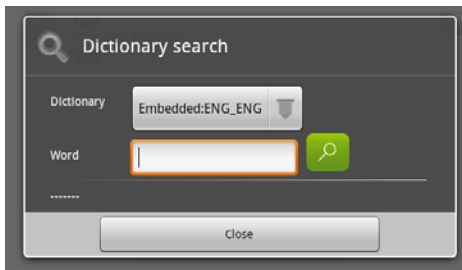 Dictionary search
Dictionary
Embedded:ENG_ENG
Word
-------
Close